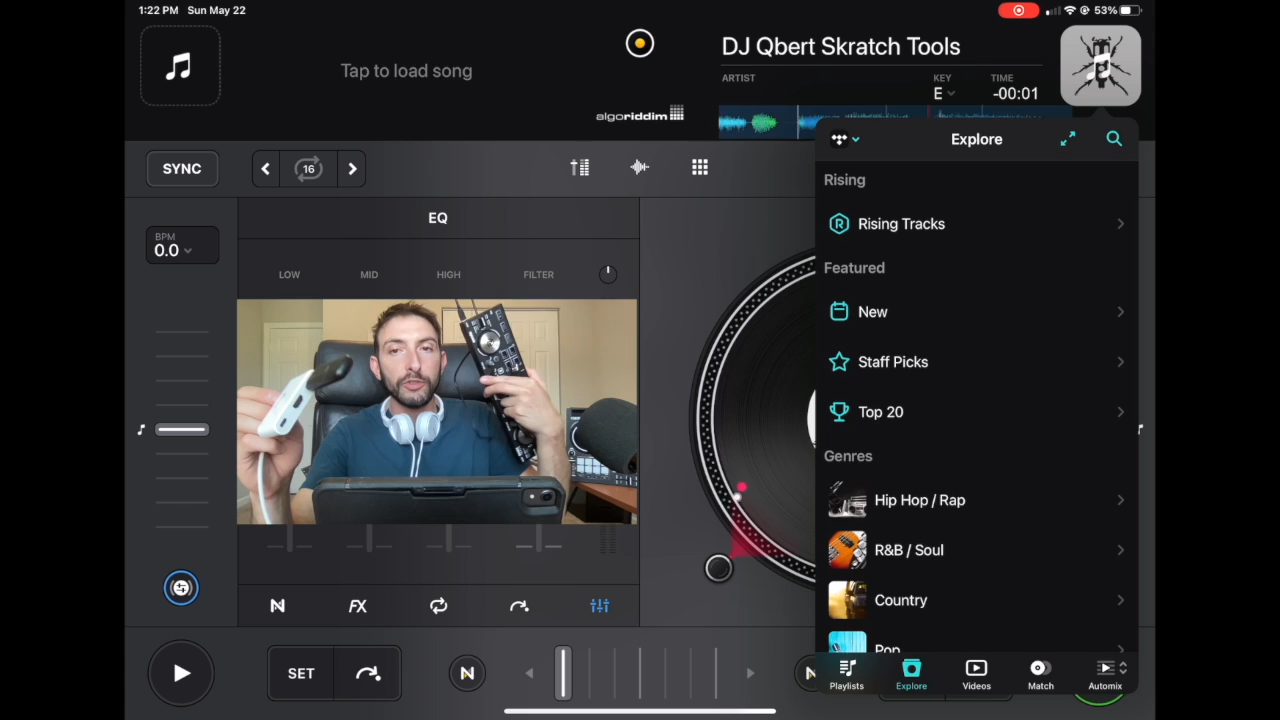 1:22 PM Sun May 22
53%
Tap to load song
algoriddim
DJ Qbert Skratch Tools
ARTIST
KEY
TIME
E
-00:01
SYNC
16
Explore
Rising
Rising Tracks
Featured
New
Staff Picks
Top 20
Genres
Hip Hop / Rap
R&B / Soul
Country
Pop
EQ
BPM
0.0
LOW
MID
HIGH
FILTER
N
FX
SET
N
N
Playlists
Explore
Videos
Match
Automix